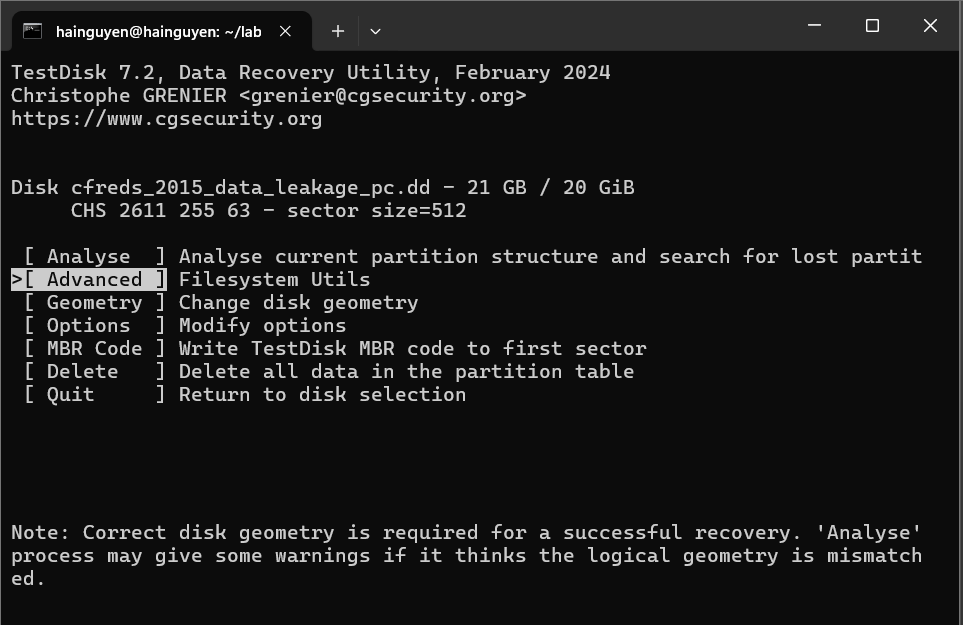 hainguyen@hainguyen: ~/lab
TestDisk 7.2, Data Recovery Utility, February 2024
Christophe GRENIER <grenier@cgsecurity.org>
https://www.cgsecurity.org
Disk cfreds_2015_data_leakage_pc.dd - 21 GB / 20 GiB
CHS 2611 255 63 - sector size=512
[ Analyse  ] Analyse current partition structure and search for lost partit
>[ Advanced ] Filesystem Utils
[ Geometry ] Change disk geometry
[ Options  ] Modify options
[ MBR Code ] Write TestDisk MBR code to first sector
[ Delete   ] Delete all data in the partition table
[ Quit     ] Return to disk selection
Note: Correct disk geometry is required for a successful recovery. 'Analyse'
process may give some warnings if it thinks the logical geometry is mismatch
ed.